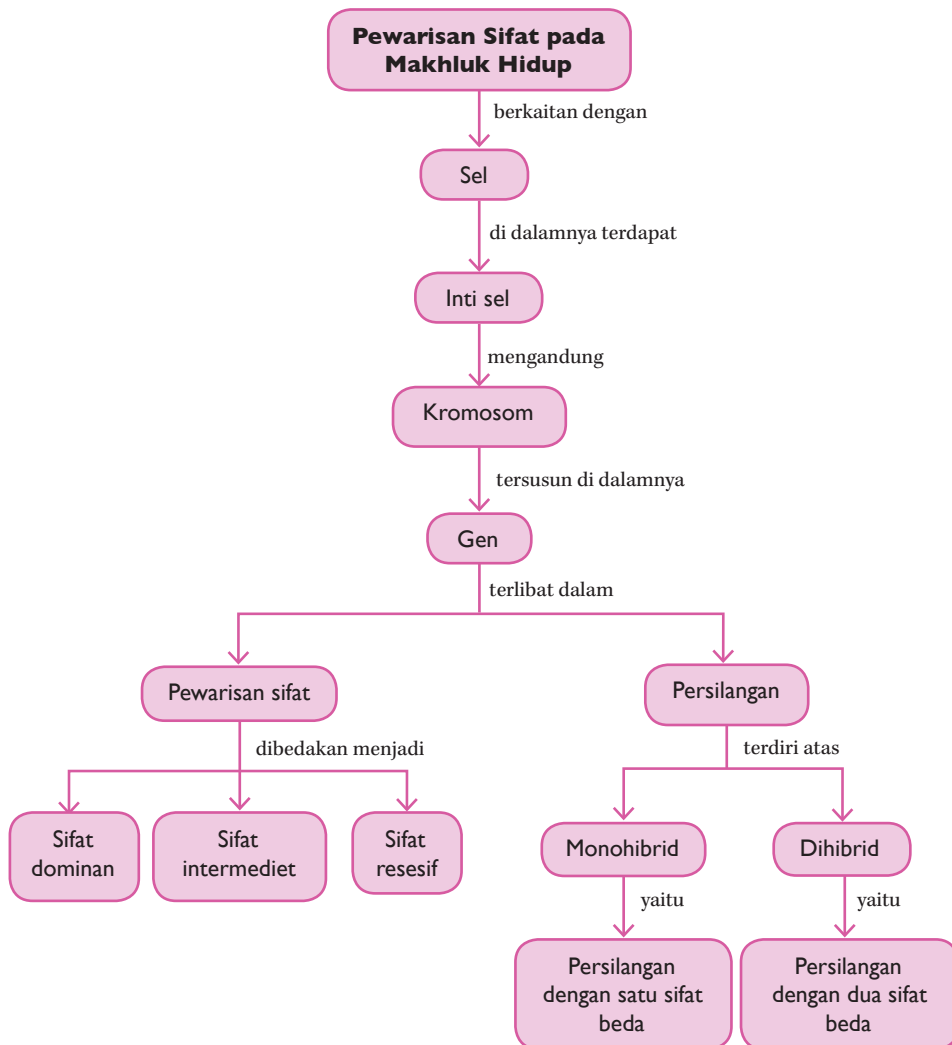 Pewarisan Sifat pada
Makhluk Hidup
berkaitan dengan
Sel
di dalamnya terdapat
Inti sel
mengandung
Kromosom
tersusun di dalamnya
Gen
terlibat dalam
Pewarisan sifat
Persilangan
dibedakan menjadi
terdiri atas
Sifat
dominan
Sifat
intermediet
Sifat
resesif
Monohibrid
Dihibrid
yaitu
yaitu
Persilangan
dengan satu sifat
beda
Persilangan
dengan dua sifat
beda